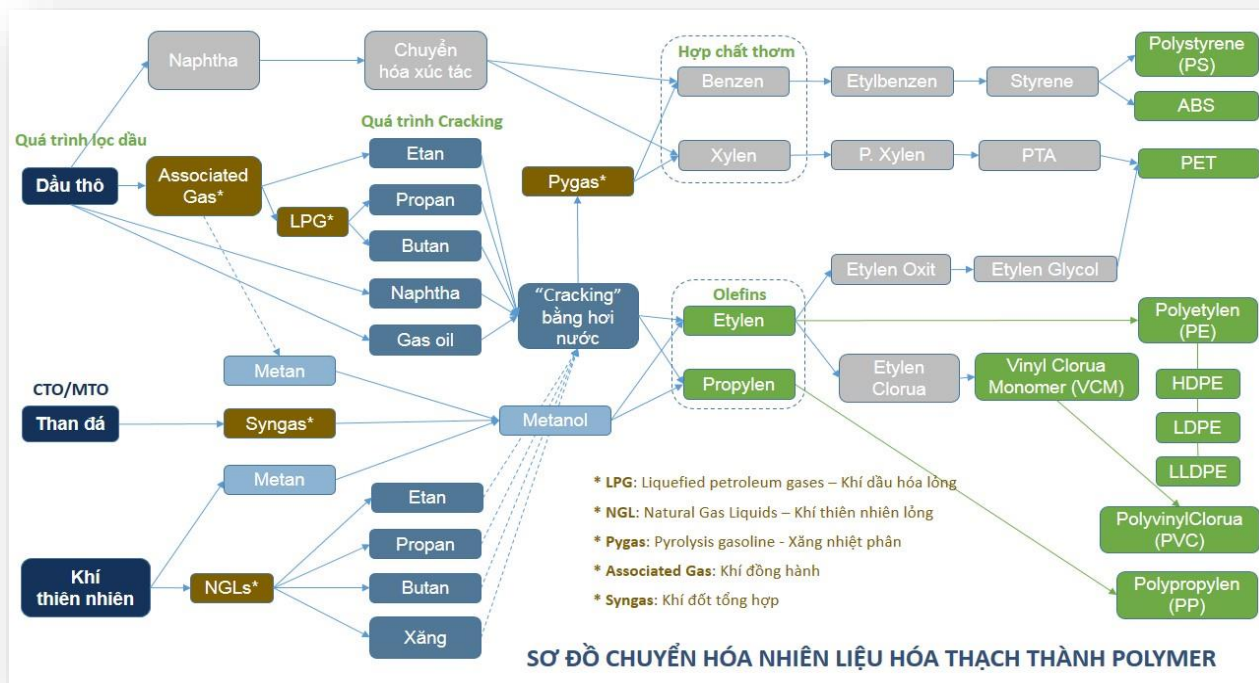 Naphtha
Chuyển
hóa xúc tác
Hợp chất thơm
Benzen
Etylbenzen
Styrene
Polystyrene
(PS)
ABS
Quá trình lọc dầu
Quá trình Cracking
Dầu thô
Associated
Gas*
LPG*
Etan
Propan
Butan
Naphtha
Gas oil
Pygas*
Xylen
P. Xylen
PTA
PET
"Cracking"
bằng hơi
nước
Olefins
Etylen
Propylen
Etylen Oxit
Etylen Glycol
Etylen
Clorua
Vinyl Clorua
Monomer (VCM)
Polyetylen
(PE)
HDPE
LDPE
LLDPE
PolyvinylClorua
(PVC)
Polypropylen
(PP)
Metan
CTO/MTO
Than đá
Syngas*
Metanol
Metan
Khí
thiên nhiên
NGLs*
Etan
Propan
Butan
Xăng
* LPG: Liquefied petroleum gases – Khí dầu hóa lỏng
* NGL: Natural Gas Liquids – Khí thiên nhiên lỏng
* Pygas: Pyrolysis gasoline - Xăng nhiệt phân
* Associated Gas: Khí đồng hành
* Syngas: Khí đốt tổng hợp
SƠ ĐỒ CHUYỂN HÓA NHIÊN LIỆU HÓA THẠCH THÀNH POLYMER